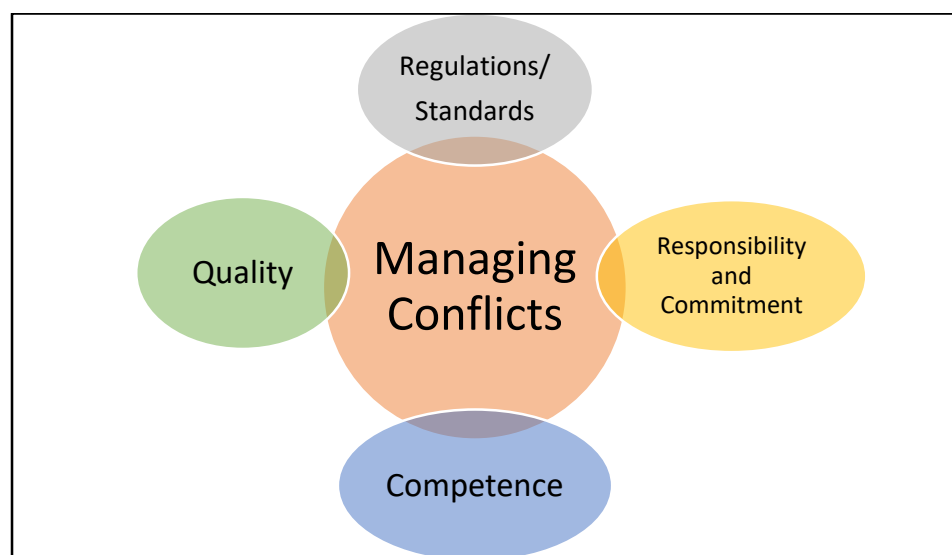 Regulations/
Standards
Quality
Managing
Conflicts
Responsibility
and
Commitment
Competence